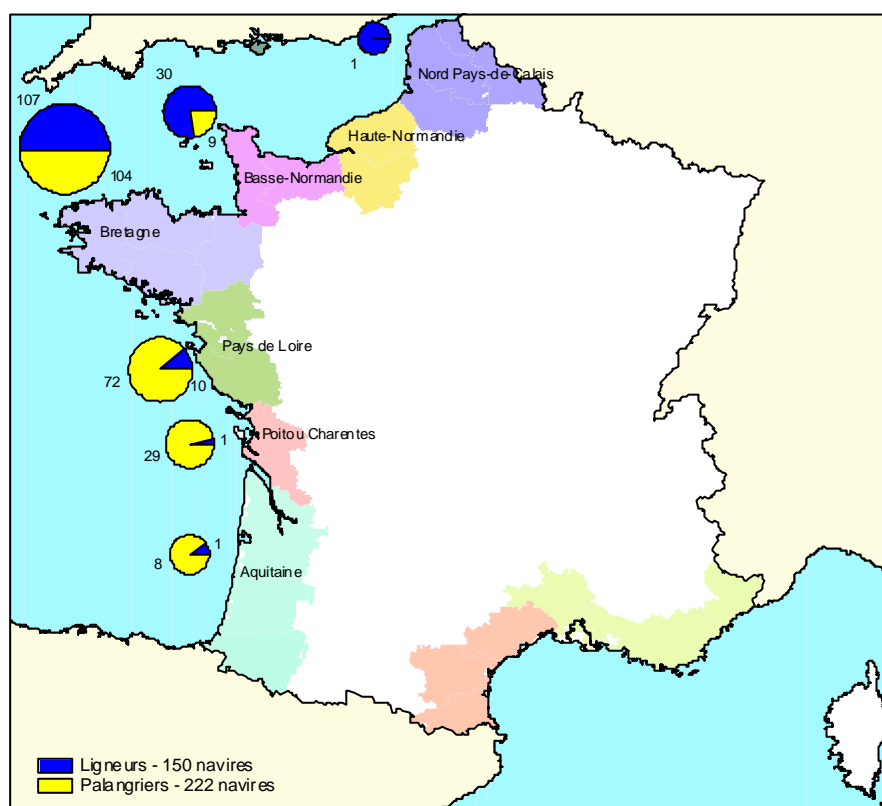 1
Nord Pays-de-Calais
30
107
Haute-Normandie
9
104
Basse-Normandie
Bretagne
Pays de Loire
72
10
Poitou Charentes
1
29
1
8
Aquitaine
Ligneurs - 150 navires
Palangriers - 222 navires